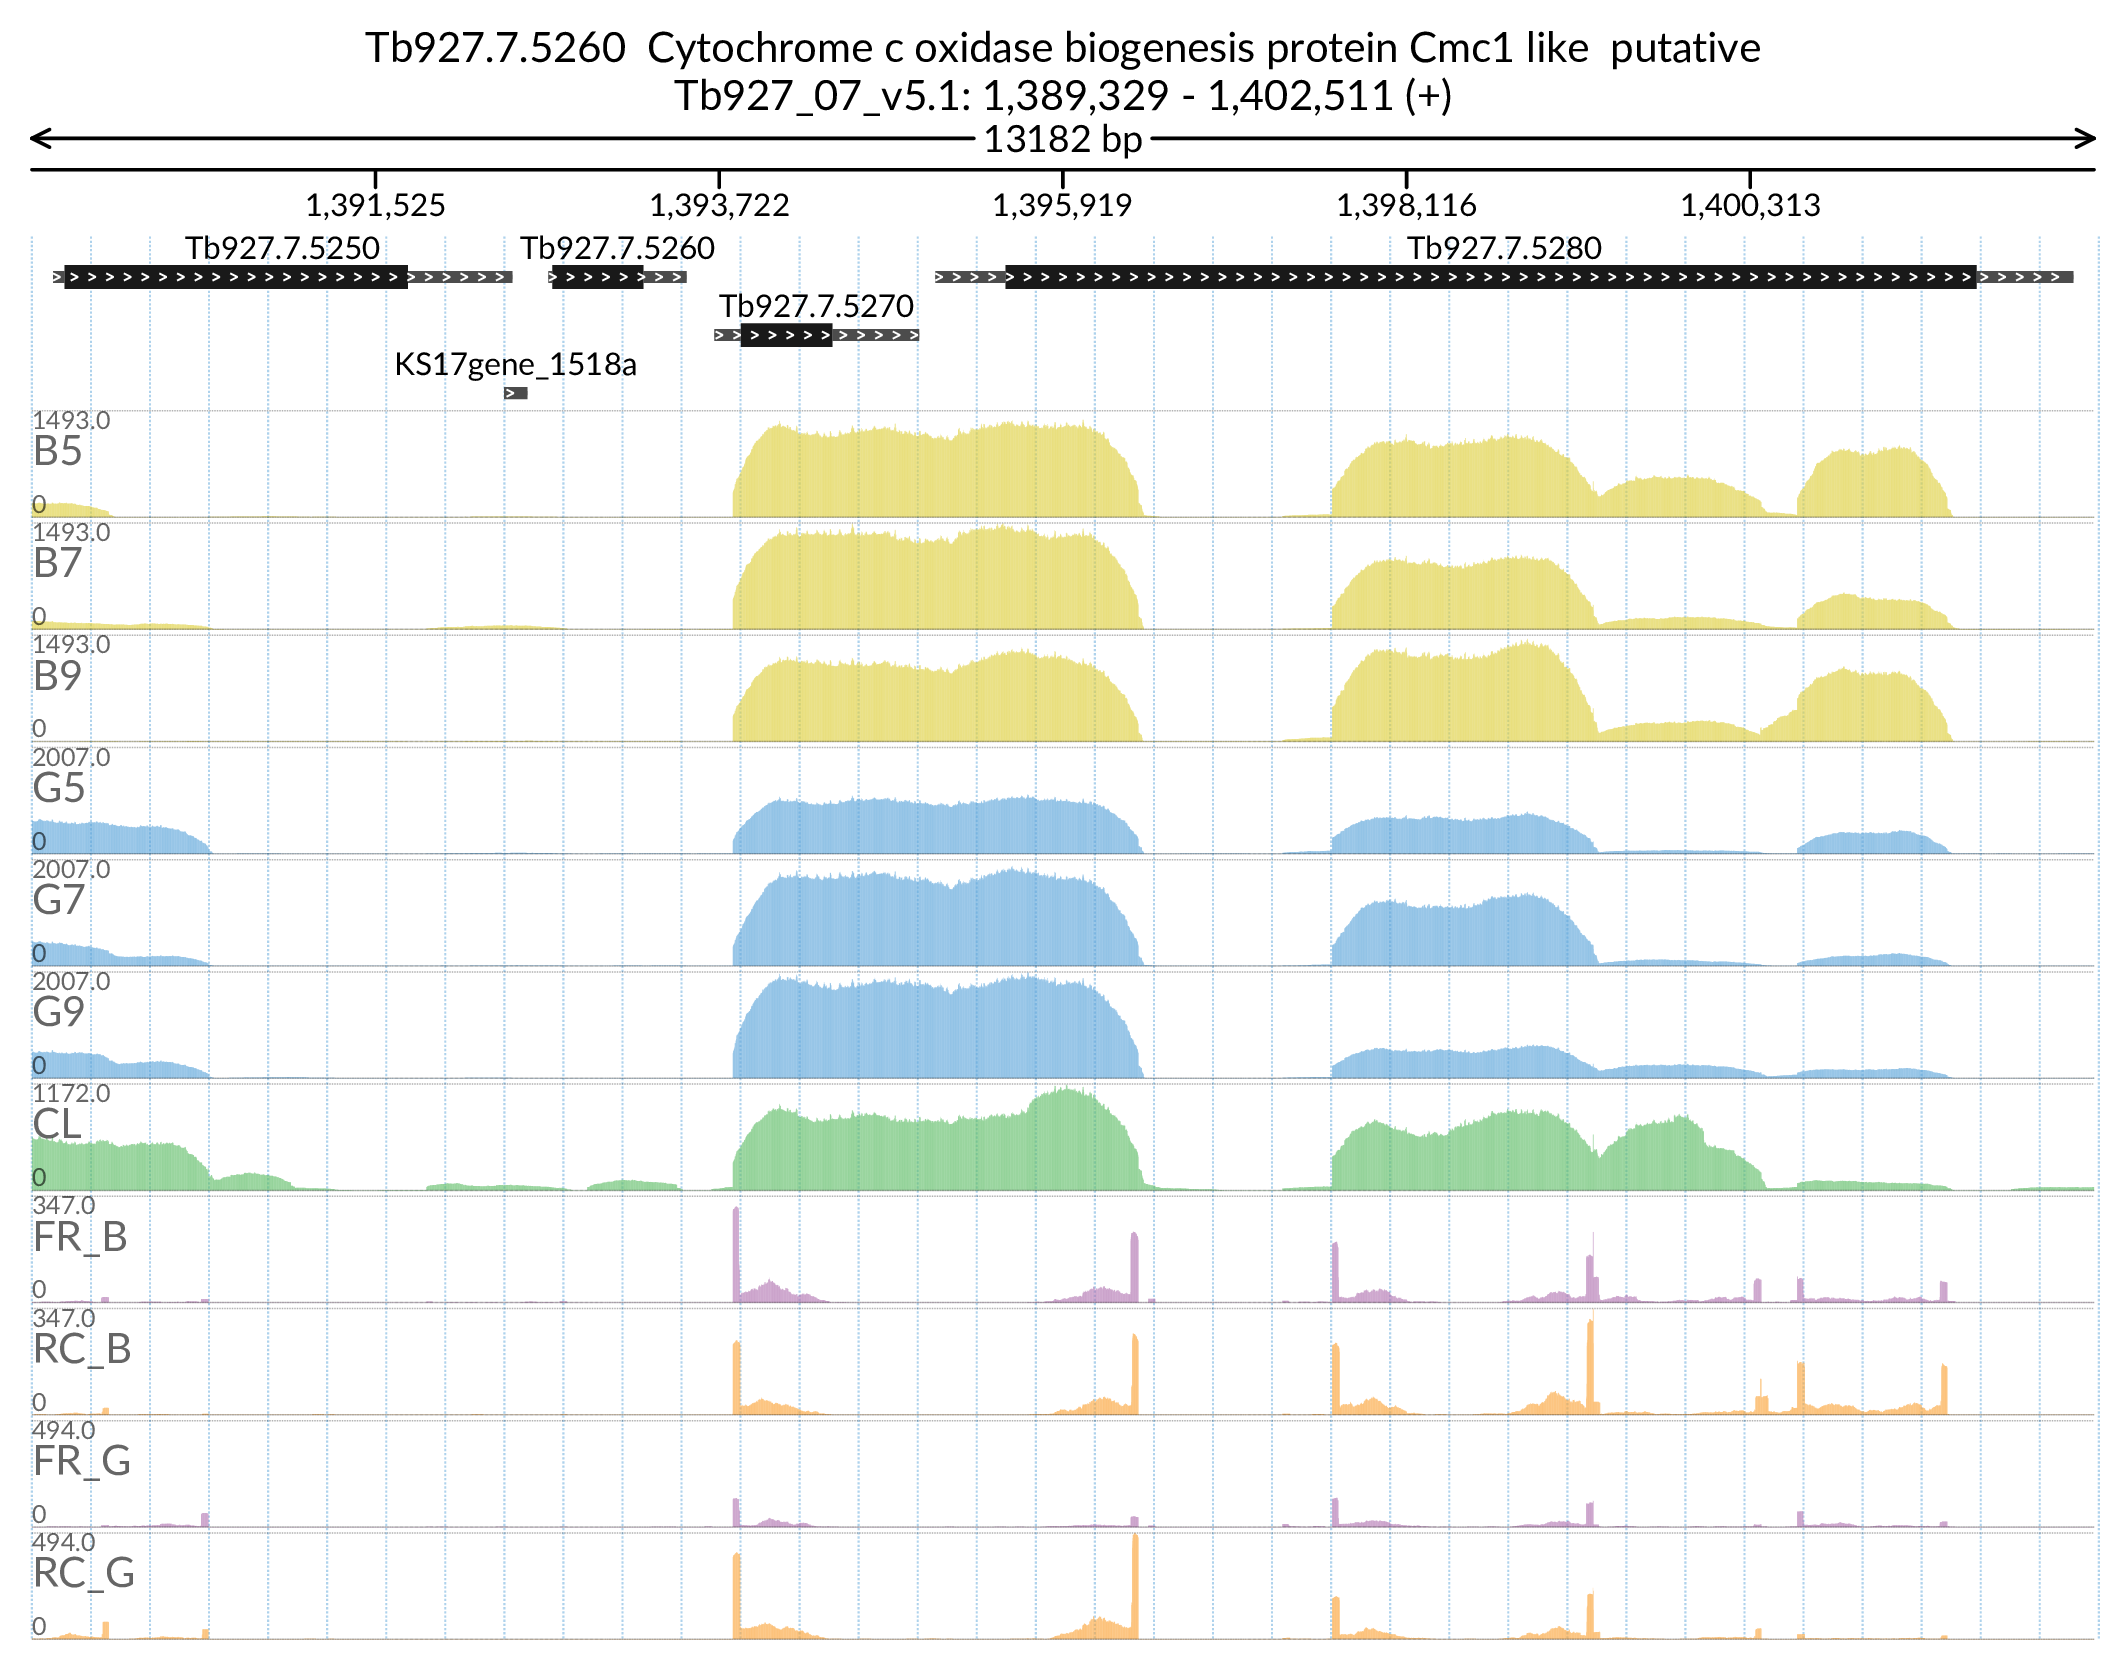 Tb927.7.5260  Cytochrome c oxidase biogenesis protein Cmc1 like  putative
Tb927_07_v5.1: 1,389,329 - 1,402,511 (+)
13182 bp
1,391,525 1,393,722 1,395,919 1,398,116 1,400,313
Tb927.7.5250 Tb927.7.5260 Tb927.7.5280
Tb927.7.5270
KS17gene_1518a
1493.0
B5
0
1493.0
B7
0
1493.0
B9
0
2007.0
G5
0
2007.0
G7
0
2007.0
G9
0
1172.0
CL
0
347.0
FR_B
0
347.0
RC_B
0
494.0
FR_G
0
494.0
RC_G
0